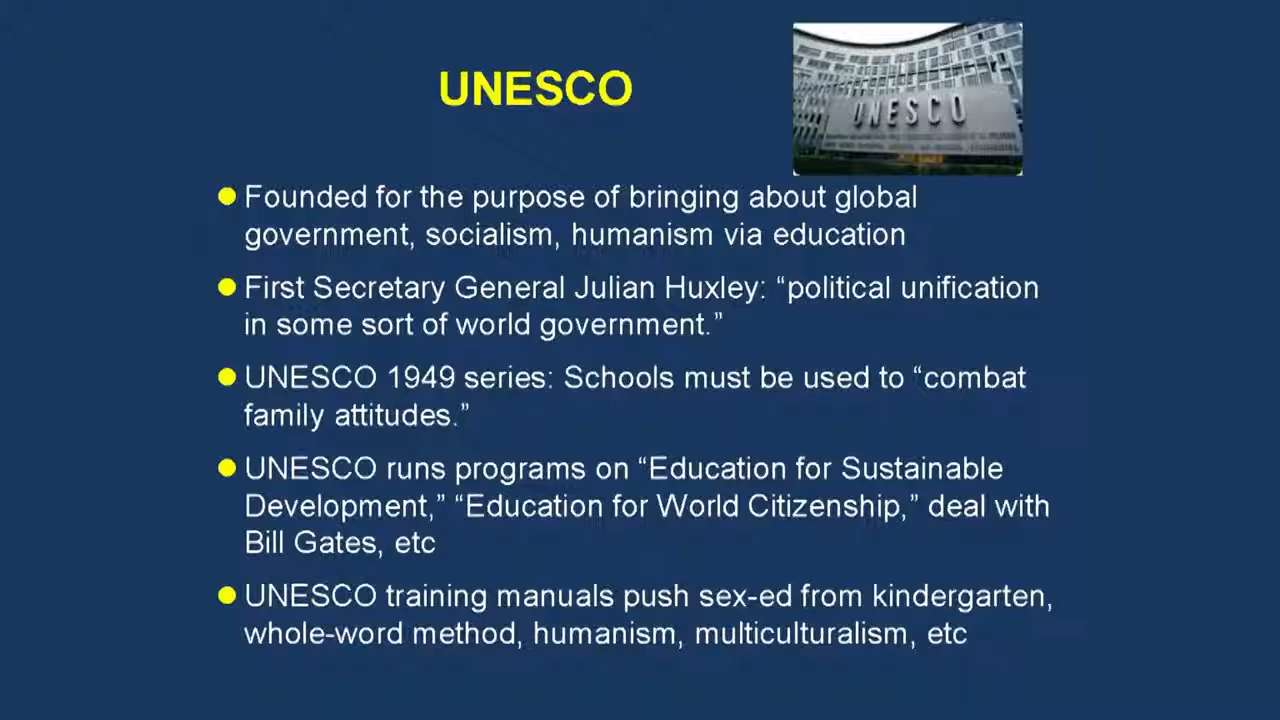 UNESCO
UNESCO
Founded for the purpose of bringing about global
government, socialism, humanism via education
First Secretary General Julian Huxley: “political unification
in some sort of world government.”
UNESCO 1949 series: Schools must be used to “combat
family attitudes.”
UNESCO runs programs on “Education for Sustainable
Development,” “Education for World Citizenship,” deal with
Bill Gates, etc
UNESCO training manuals push sex-ed from kindergarten,
whole-word method, humanism, multiculturalism, etc